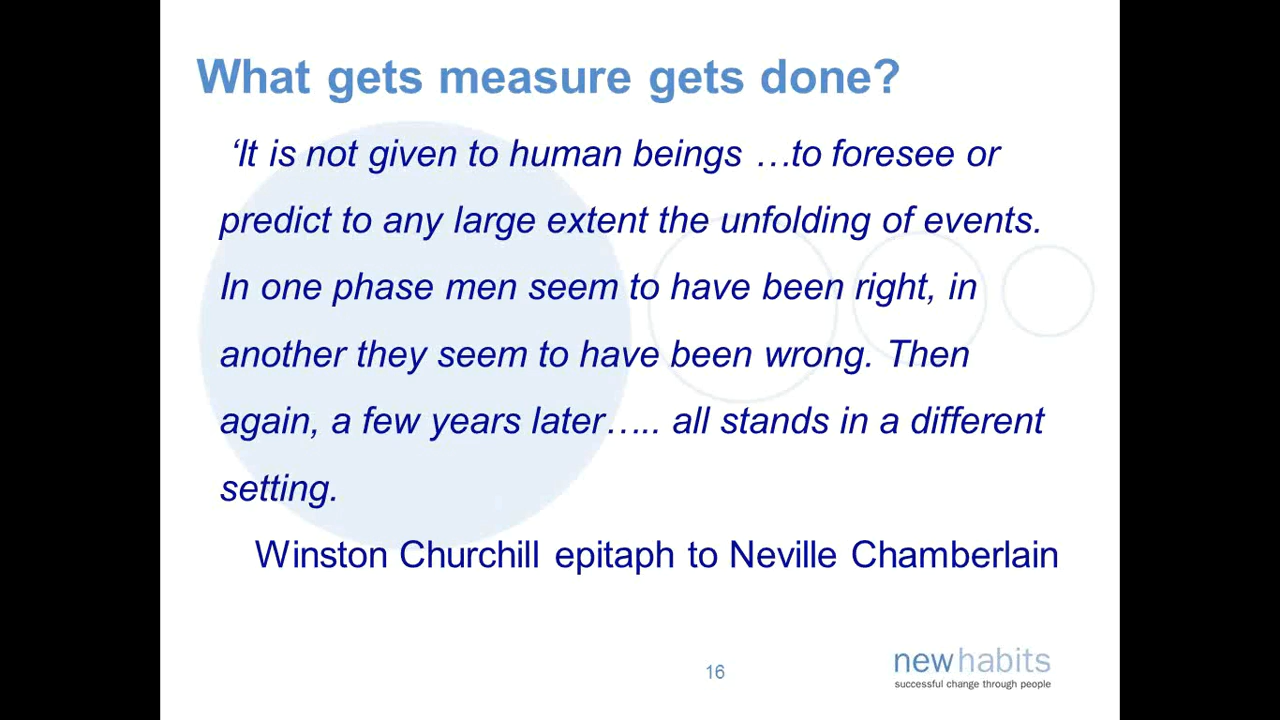 What gets measure gets done?
‘It is not given to human beings …to foresee or
predict to any large extent the unfolding of events.
In one phase men seem to have been right, in
another they seem to have been wrong. Then
again, a few years later….. all stands in a different
setting.
Winston Churchill epitaph to Neville Chamberlain
16
newhabits
successful change through people